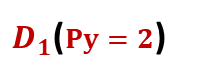 D₁(Py = 2)